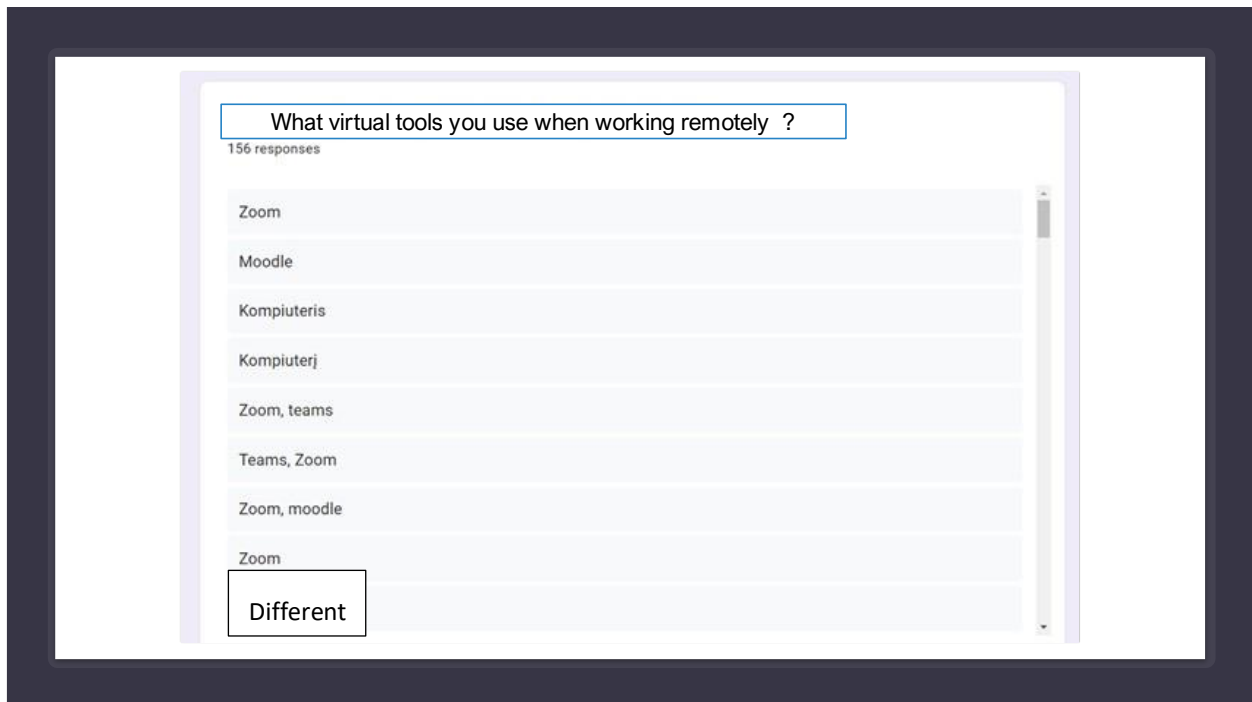 What virtual tools you use when working remotely ?
156 responses
Zoom
Moodle
Kompiuteris
Kompiuterį
Zoom, teams
Teams, Zoom
Zoom, moodle
Zoom
Different